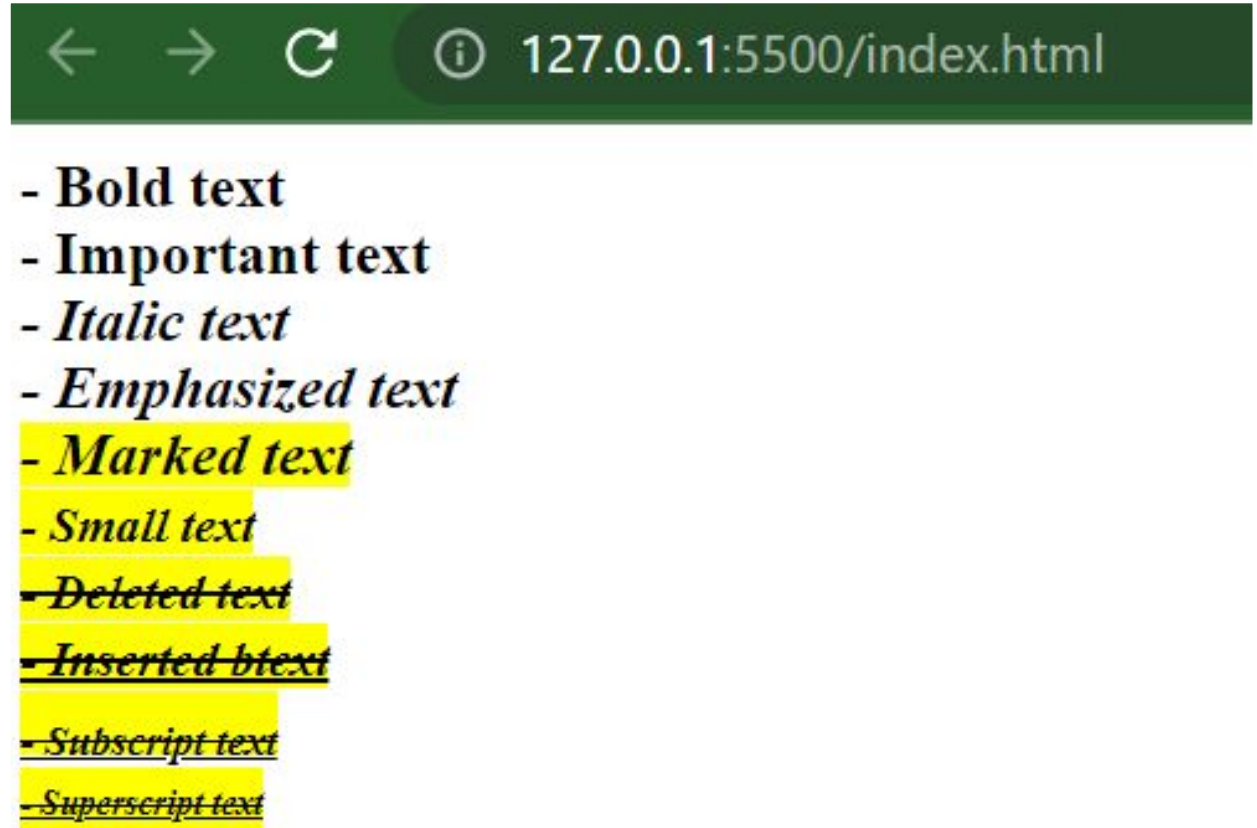 127.0.0.1:5500/index.html
- Bold text
- Important text
- Italic text
- Emphasized text
- Marked text
- Small text
- Deleted text
- Inserted btext
- Subscript text
- Superscript text